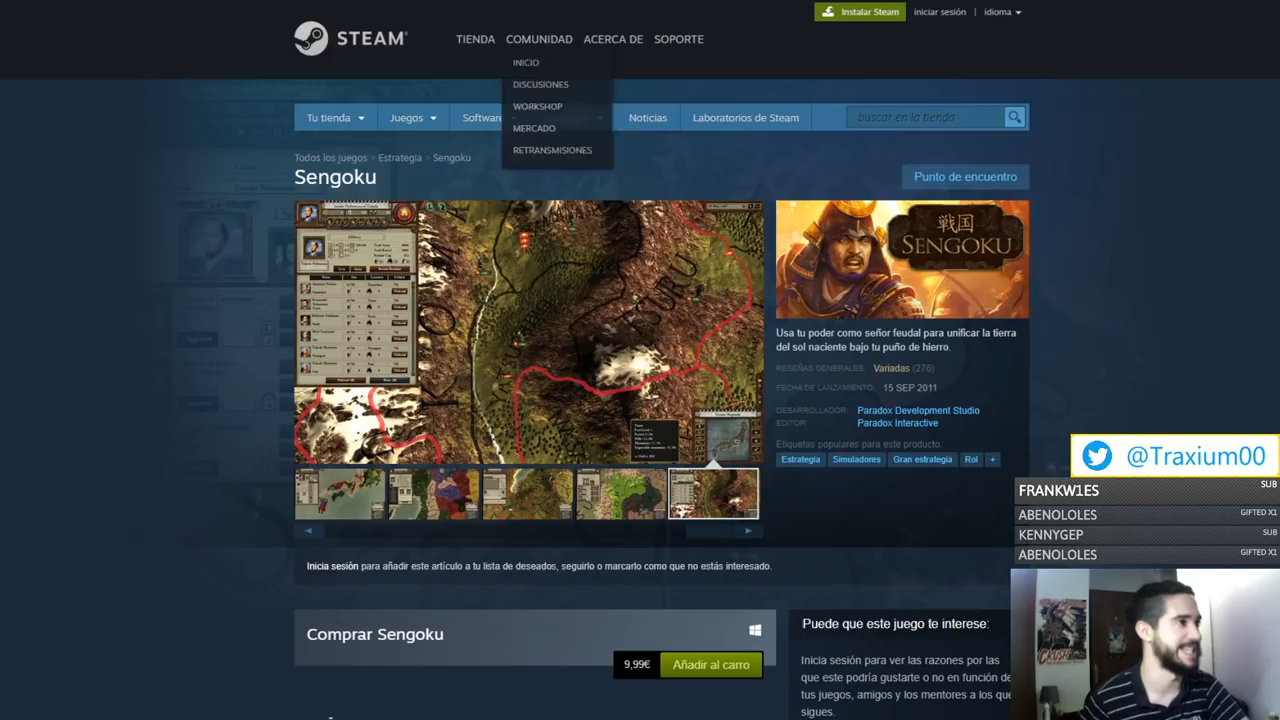 Instalar Steam
iniciar sesión | idioma
STEAM®
TIENDA COMUNIDAD ACERCA DE SOPORTE
INICIO
DISCUSIONES
WORKSHOP
MERCADO
RETRANSMISIONES
Tu tienda Juegos Software Noticias Laboratorios de Steam buscar en la tienda
Todos los juegos > Estrategia > Sengoku
Sengoku
Punto de encuentro
戦国
SENGOKU
Usa tu poder como señor feudal para unificar la tierra
del sol naciente bajo tu puño de hierro.
RESEÑAS GENERALES: Variadas (276)
FECHA DE LANZAMIENTO: 15 SEP 2011
DESARROLLADOR: Paradox Development Studio
EDITOR: Paradox Interactive
Etiquetas populares para este producto.
Estrategia Simuladores Gran estrategia Rol +
@Traxium00
FRANKW1ES SUB
ABENOLOLES GIFTED X1
KENNYGEP SUB
ABENOLOLES GIFTED X1
Inicia sesión para añadir este artículo a tu lista de deseados, seguirlo o marcarlo como que no estás interesado.
Comprar Sengoku
9,99€ Añadir al carro
Puede que este juego te interese:
Inicia sesión para ver las razones por las
que este podría gustarte o no en función de
tus juegos, amigos y los mentores a los que
sigues.